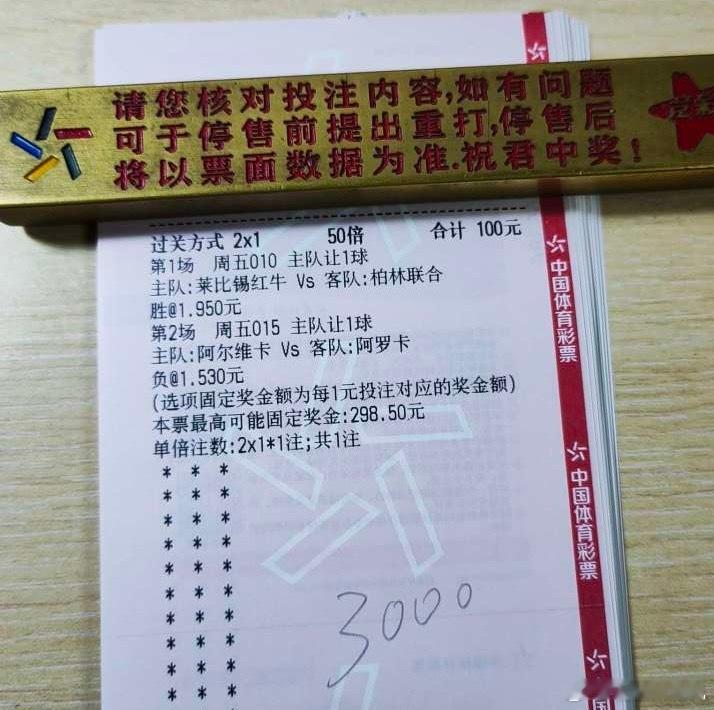 请您核对投注内容,如有问题
可于停售前提出重打,停售后
将以票面数据为准.祝君中奖!
过关方式 2x1 50倍 合计 100元
第1场 周五010 主队让1球
主队:莱比锡红牛 Vs 客队:柏林联合
胜@1.950元
第2场 周五015 主队让1球
主队:阿尔维卡 Vs 客队:阿罗卡
负@1.530元
(选项固定奖金额为每1元投注对应的奖金额)
本票最高可能固定奖金:298.50元
单倍注数:2x1*1注;共1注
* * *
* * *
* * *
* * *
* * *
* * *
* * *
* * *
* * *
* * *
3000
中国体育彩票
中国体育彩票